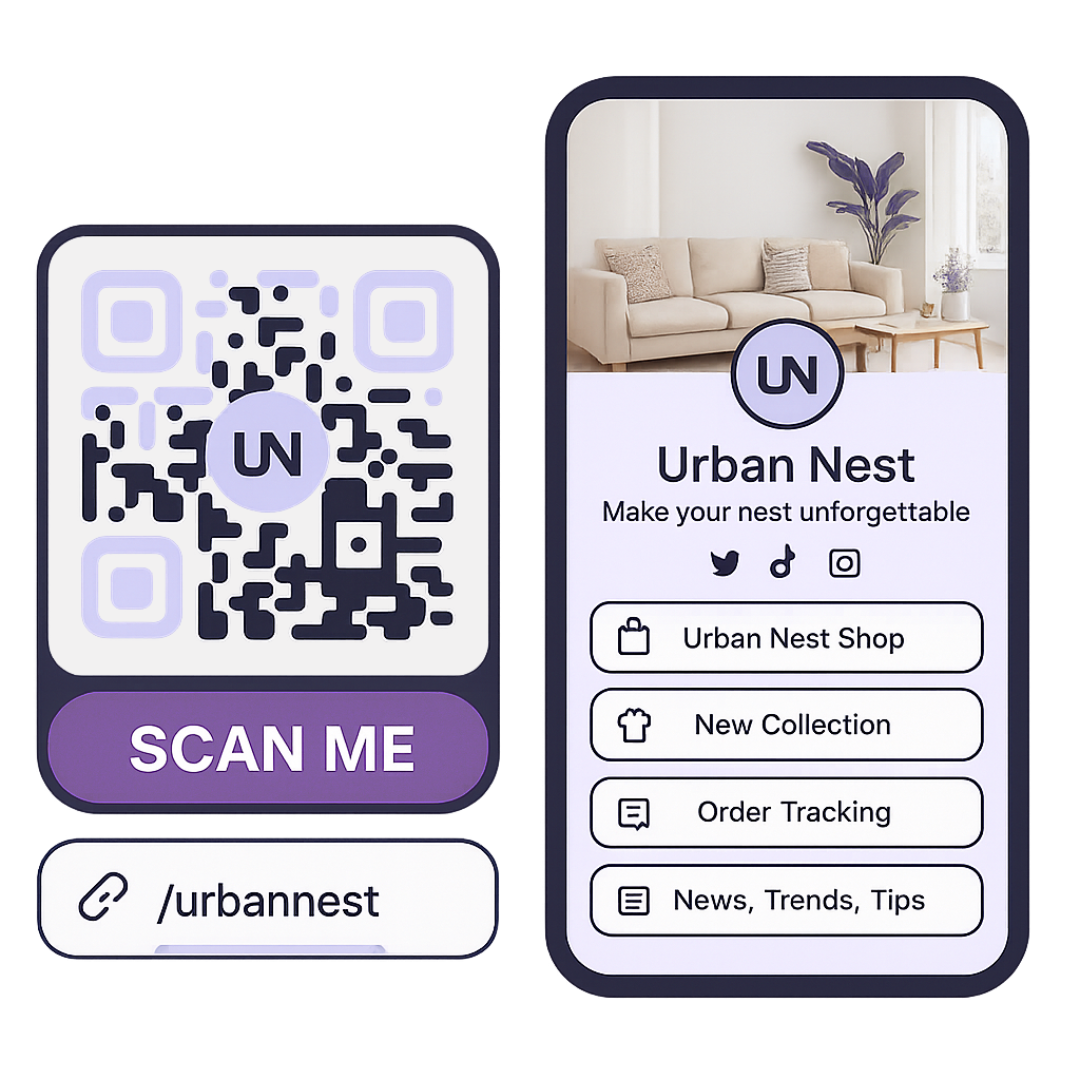 UN
SCAN ME
/urbannest
UN
Urban Nest
Make your nest unforgettable
Urban Nest Shop
New Collection
Order Tracking
News, Trends, Tips